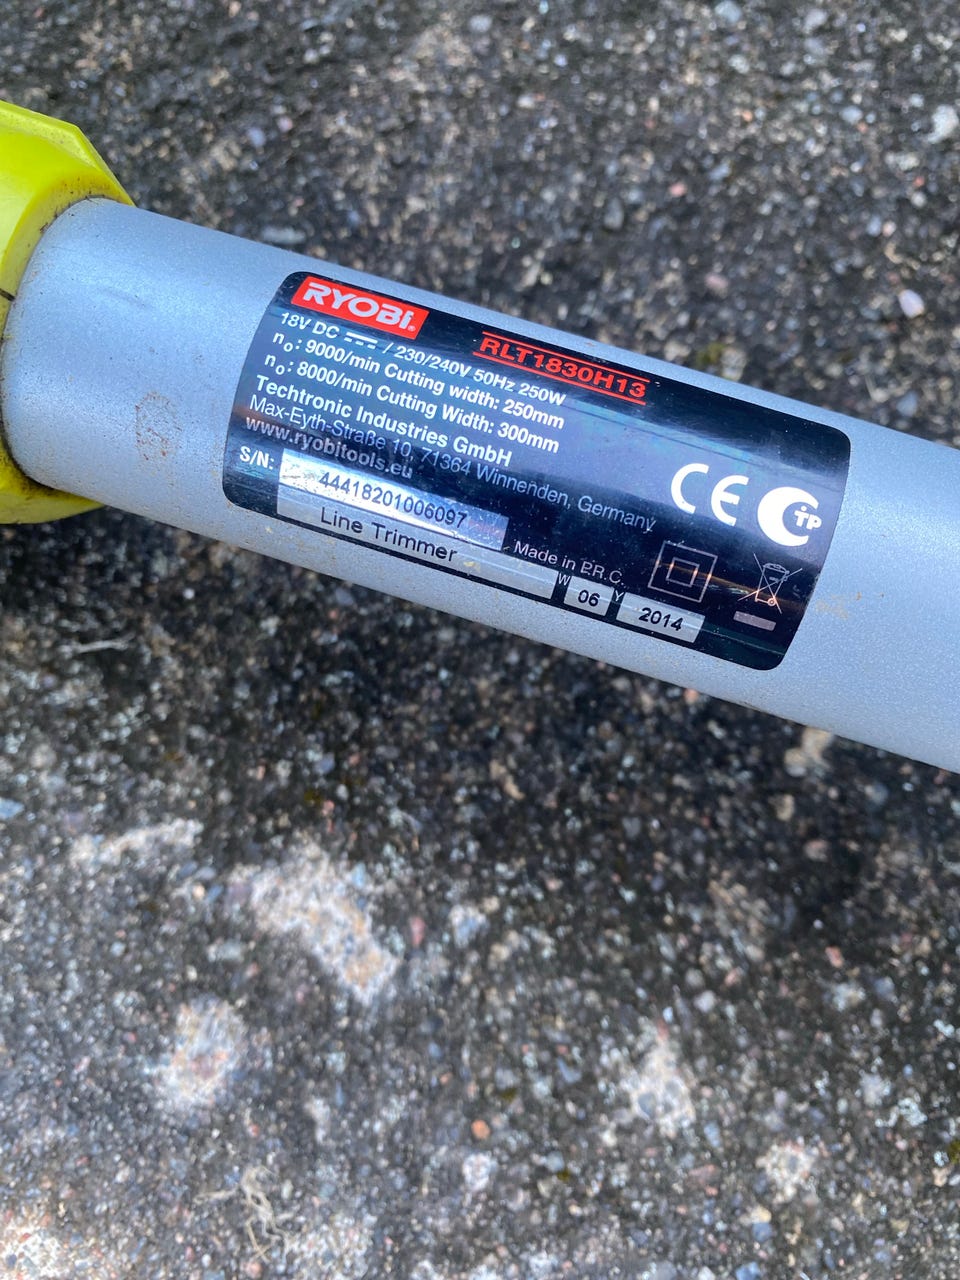 RYOBI®
RLT1830H13
18V DC ⎓ / 230/240V 50Hz 250W
n₀: 9000/min Cutting width: 250mm
n₀: 8000/min Cutting Width: 300mm
Techtronic Industries GmbH
Max-Eyth-Straße 10, 71364 Winnenden, Germany
www.ryobitools.eu
S/N: 44418201006097
Line Trimmer
Made in P.R.C.
W 06 Y 2014
CE
TP